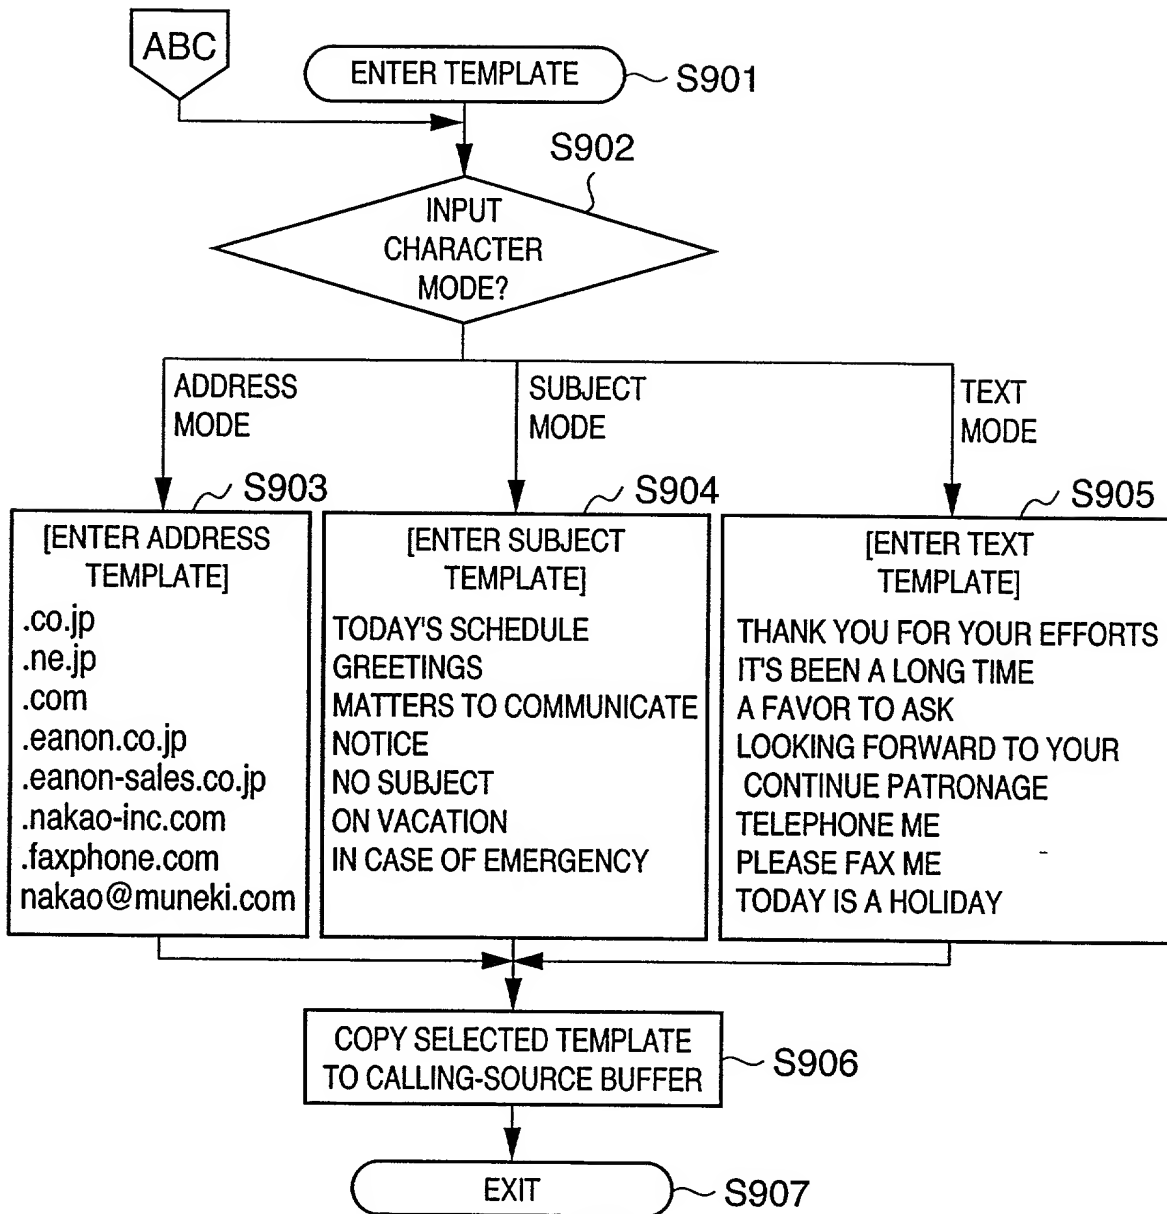 ABC
ENTER TEMPLATE
S901
S902
INPUT
CHARACTER
MODE?
ADDRESS
MODE
SUBJECT
MODE
TEXT
MODE
S903
[ENTER ADDRESS
TEMPLATE]
.co.jp
.ne.jp
.com
.eanon.co.jp
.eanon-sales.co.jp
.nakao-inc.com
.faxphone.com
nakao@muneki.com
S904
[ENTER SUBJECT
TEMPLATE]
TODAY'S SCHEDULE
GREETINGS
MATTERS TO COMMUNICATE
NOTICE
NO SUBJECT
ON VACATION
IN CASE OF EMERGENCY
S905
[ENTER TEXT
TEMPLATE]
THANK YOU FOR YOUR EFFORTS
IT'S BEEN A LONG TIME
A FAVOR TO ASK
LOOKING FORWARD TO YOUR
CONTINUE PATRONAGE
TELEPHONE ME
PLEASE FAX ME
TODAY IS A HOLIDAY
COPY SELECTED TEMPLATE
TO CALLING-SOURCE BUFFER
S906
EXIT
S907